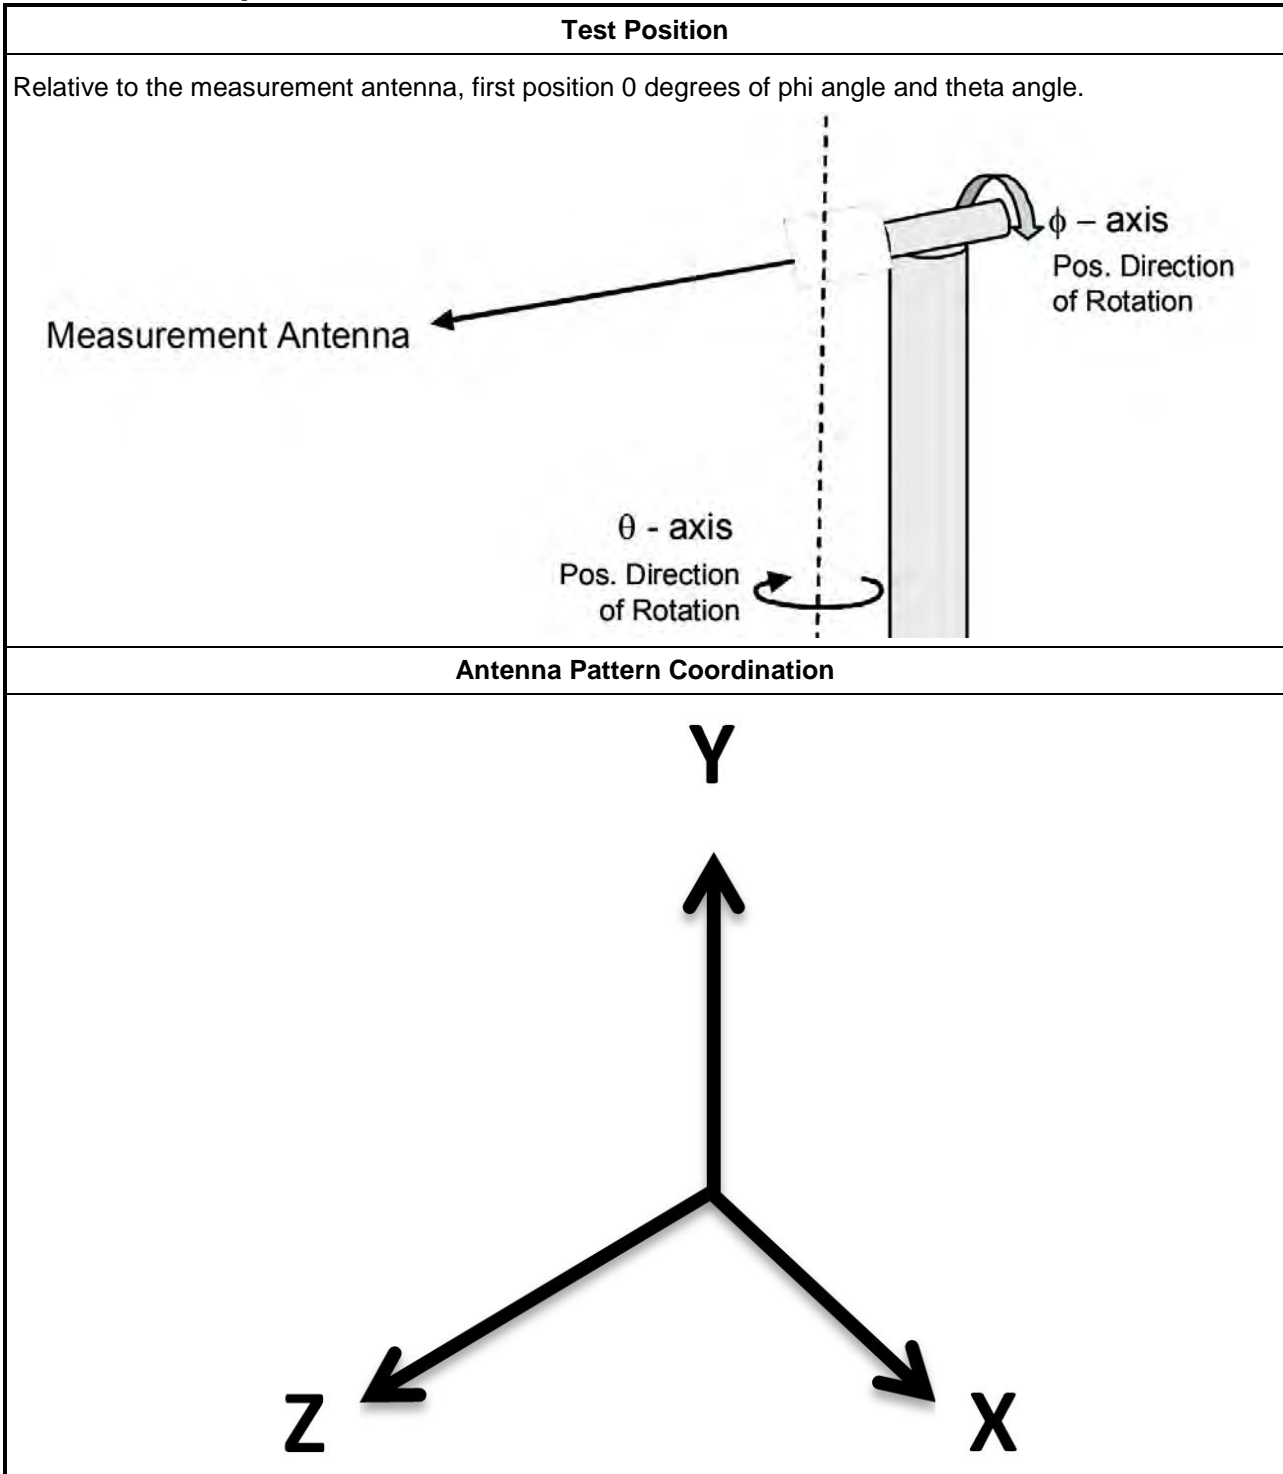 Test Position
Relative to the measurement antenna, first position 0 degrees of phi angle and theta angle.
ϕ – axis
Pos. Direction
of Rotation
Measurement Antenna
θ - axis
Pos. Direction
of Rotation
Antenna Pattern Coordination
Y
Z
X